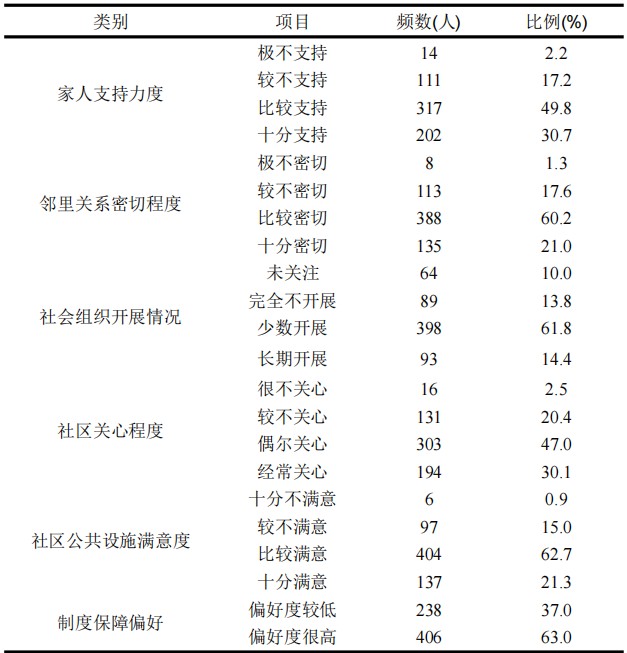 类别 项目 频数(人) 比例(%)
极不支持 14 2.2
较不支持 111 17.2
家人支持力度
比较支持 317 49.8
十分支持 202 30.7
极不密切 8 1.3
较不密切 113 17.6
邻里关系密切程度
比较密切 388 60.2
十分密切 135 21.0
未关注 64 10.0
完全不开展 89 13.8
社会组织开展情况
少数开展 398 61.8
长期开展 93 14.4
很不关心 16 2.5
较不关心 131 20.4
社区关心程度
偶尔关心 303 47.0
经常关心 194 30.1
十分不满意 6 0.9
较不满意 97 15.0
社区公共设施满意度
比较满意 404 62.7
十分满意 137 21.3
偏好度较低 238 37.0
制度保障偏好
偏好度很高 406 63.0